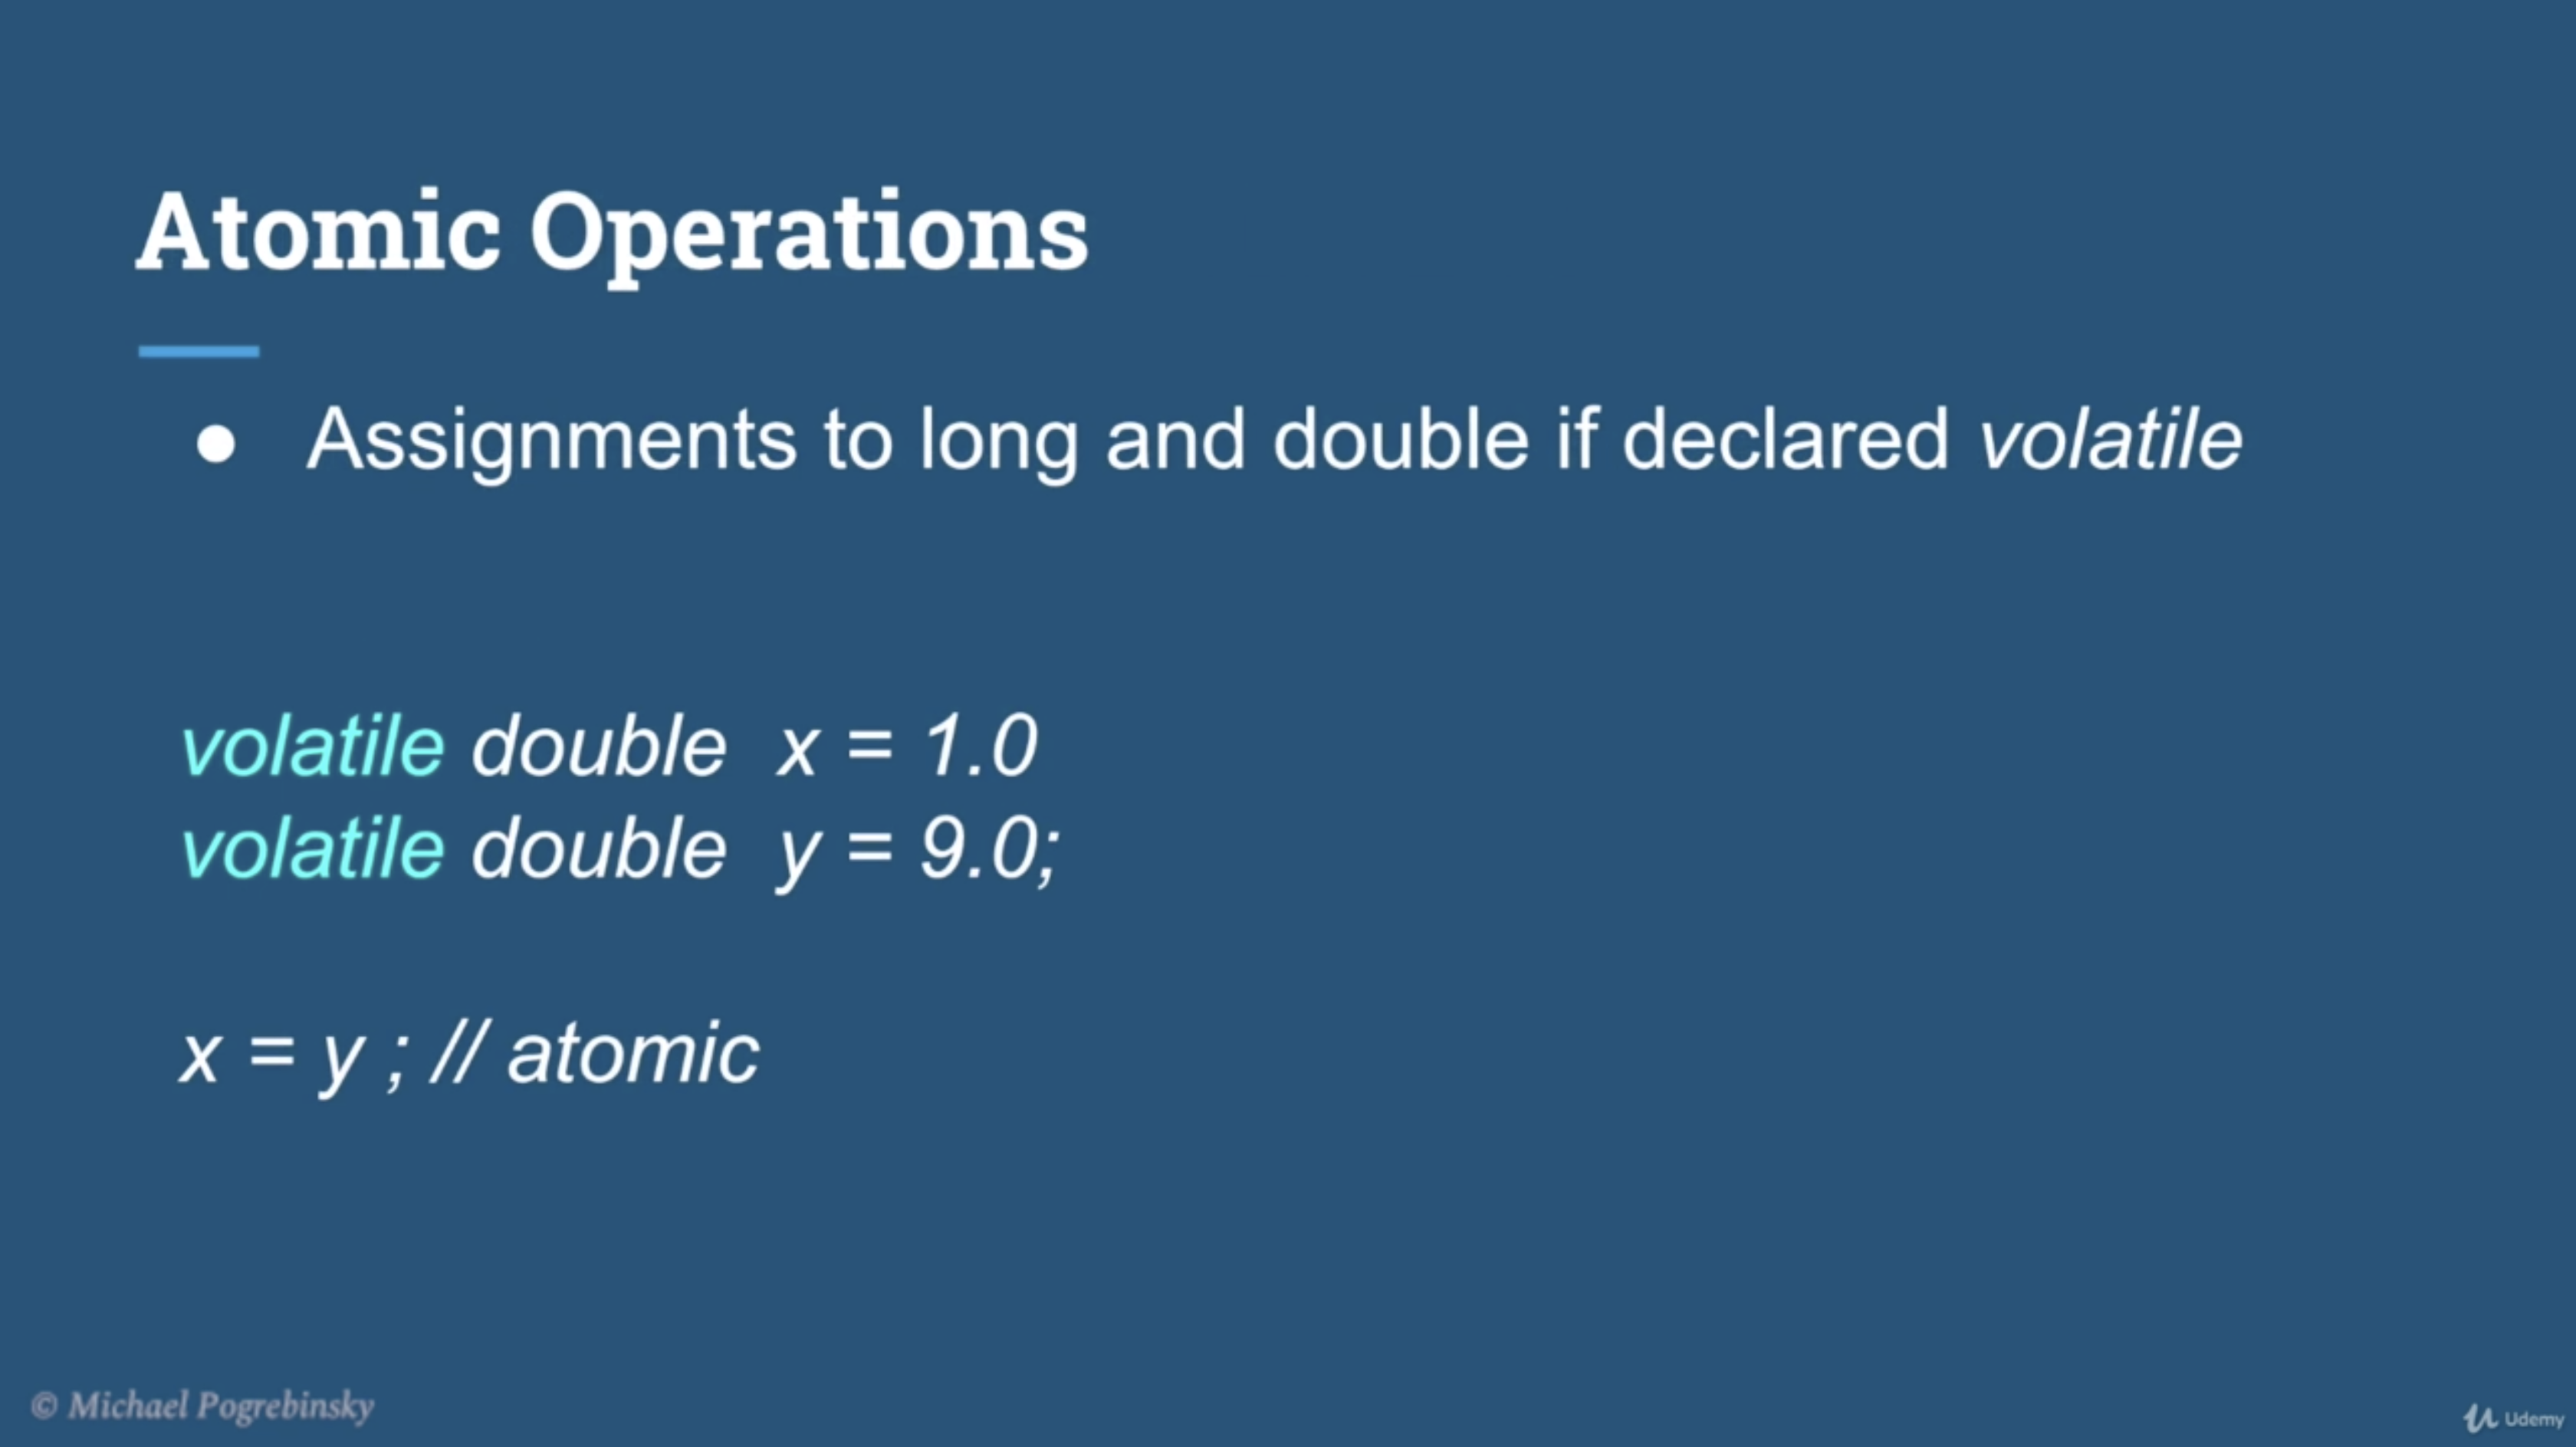 Atomic Operations
● Assignments to long and double if declared volatile
volatile double x = 1.0
volatile double y = 9.0;
x = y ; // atomic
© Michael Pogrebinsky
Udemy